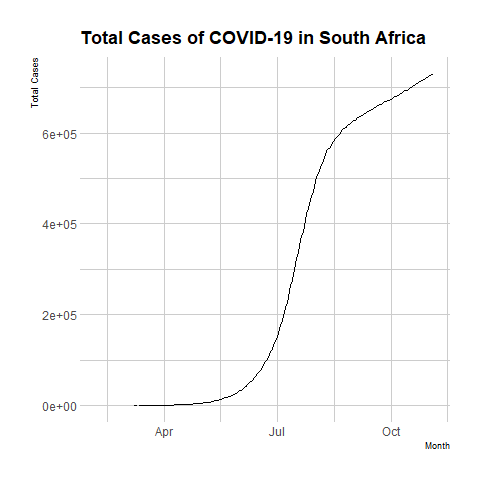 Total Cases of COVID-19 in South Africa
Total Cases
6e+05
4e+05
2e+05
0e+00
Apr Jul Oct
Month